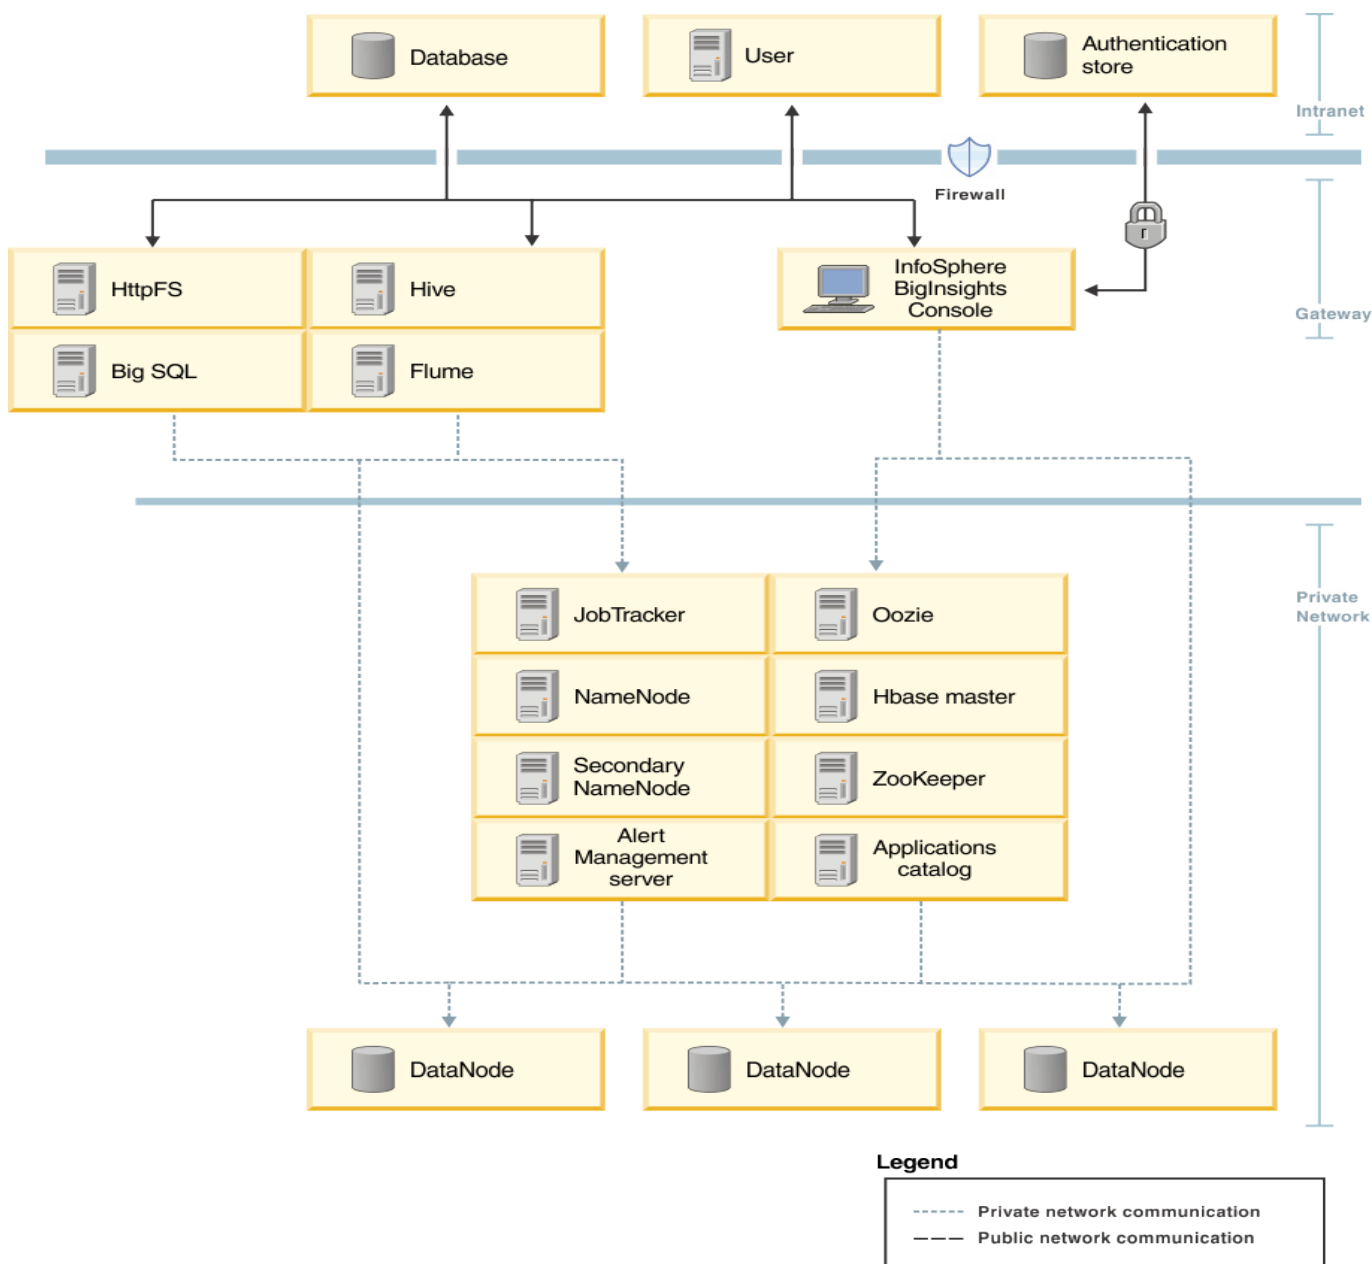 Database
User
Authentication
store
Intranet
Firewall
HttpFS
Hive
InfoSphere
BigInsights
Console
Gateway
Big SQL
Flume
Private
Network
JobTracker
Oozie
NameNode
Hbase master
Secondary
NameNode
ZooKeeper
Alert
Management
server
Applications
catalog
DataNode
DataNode
DataNode
Legend
Private network communication
Public network communication